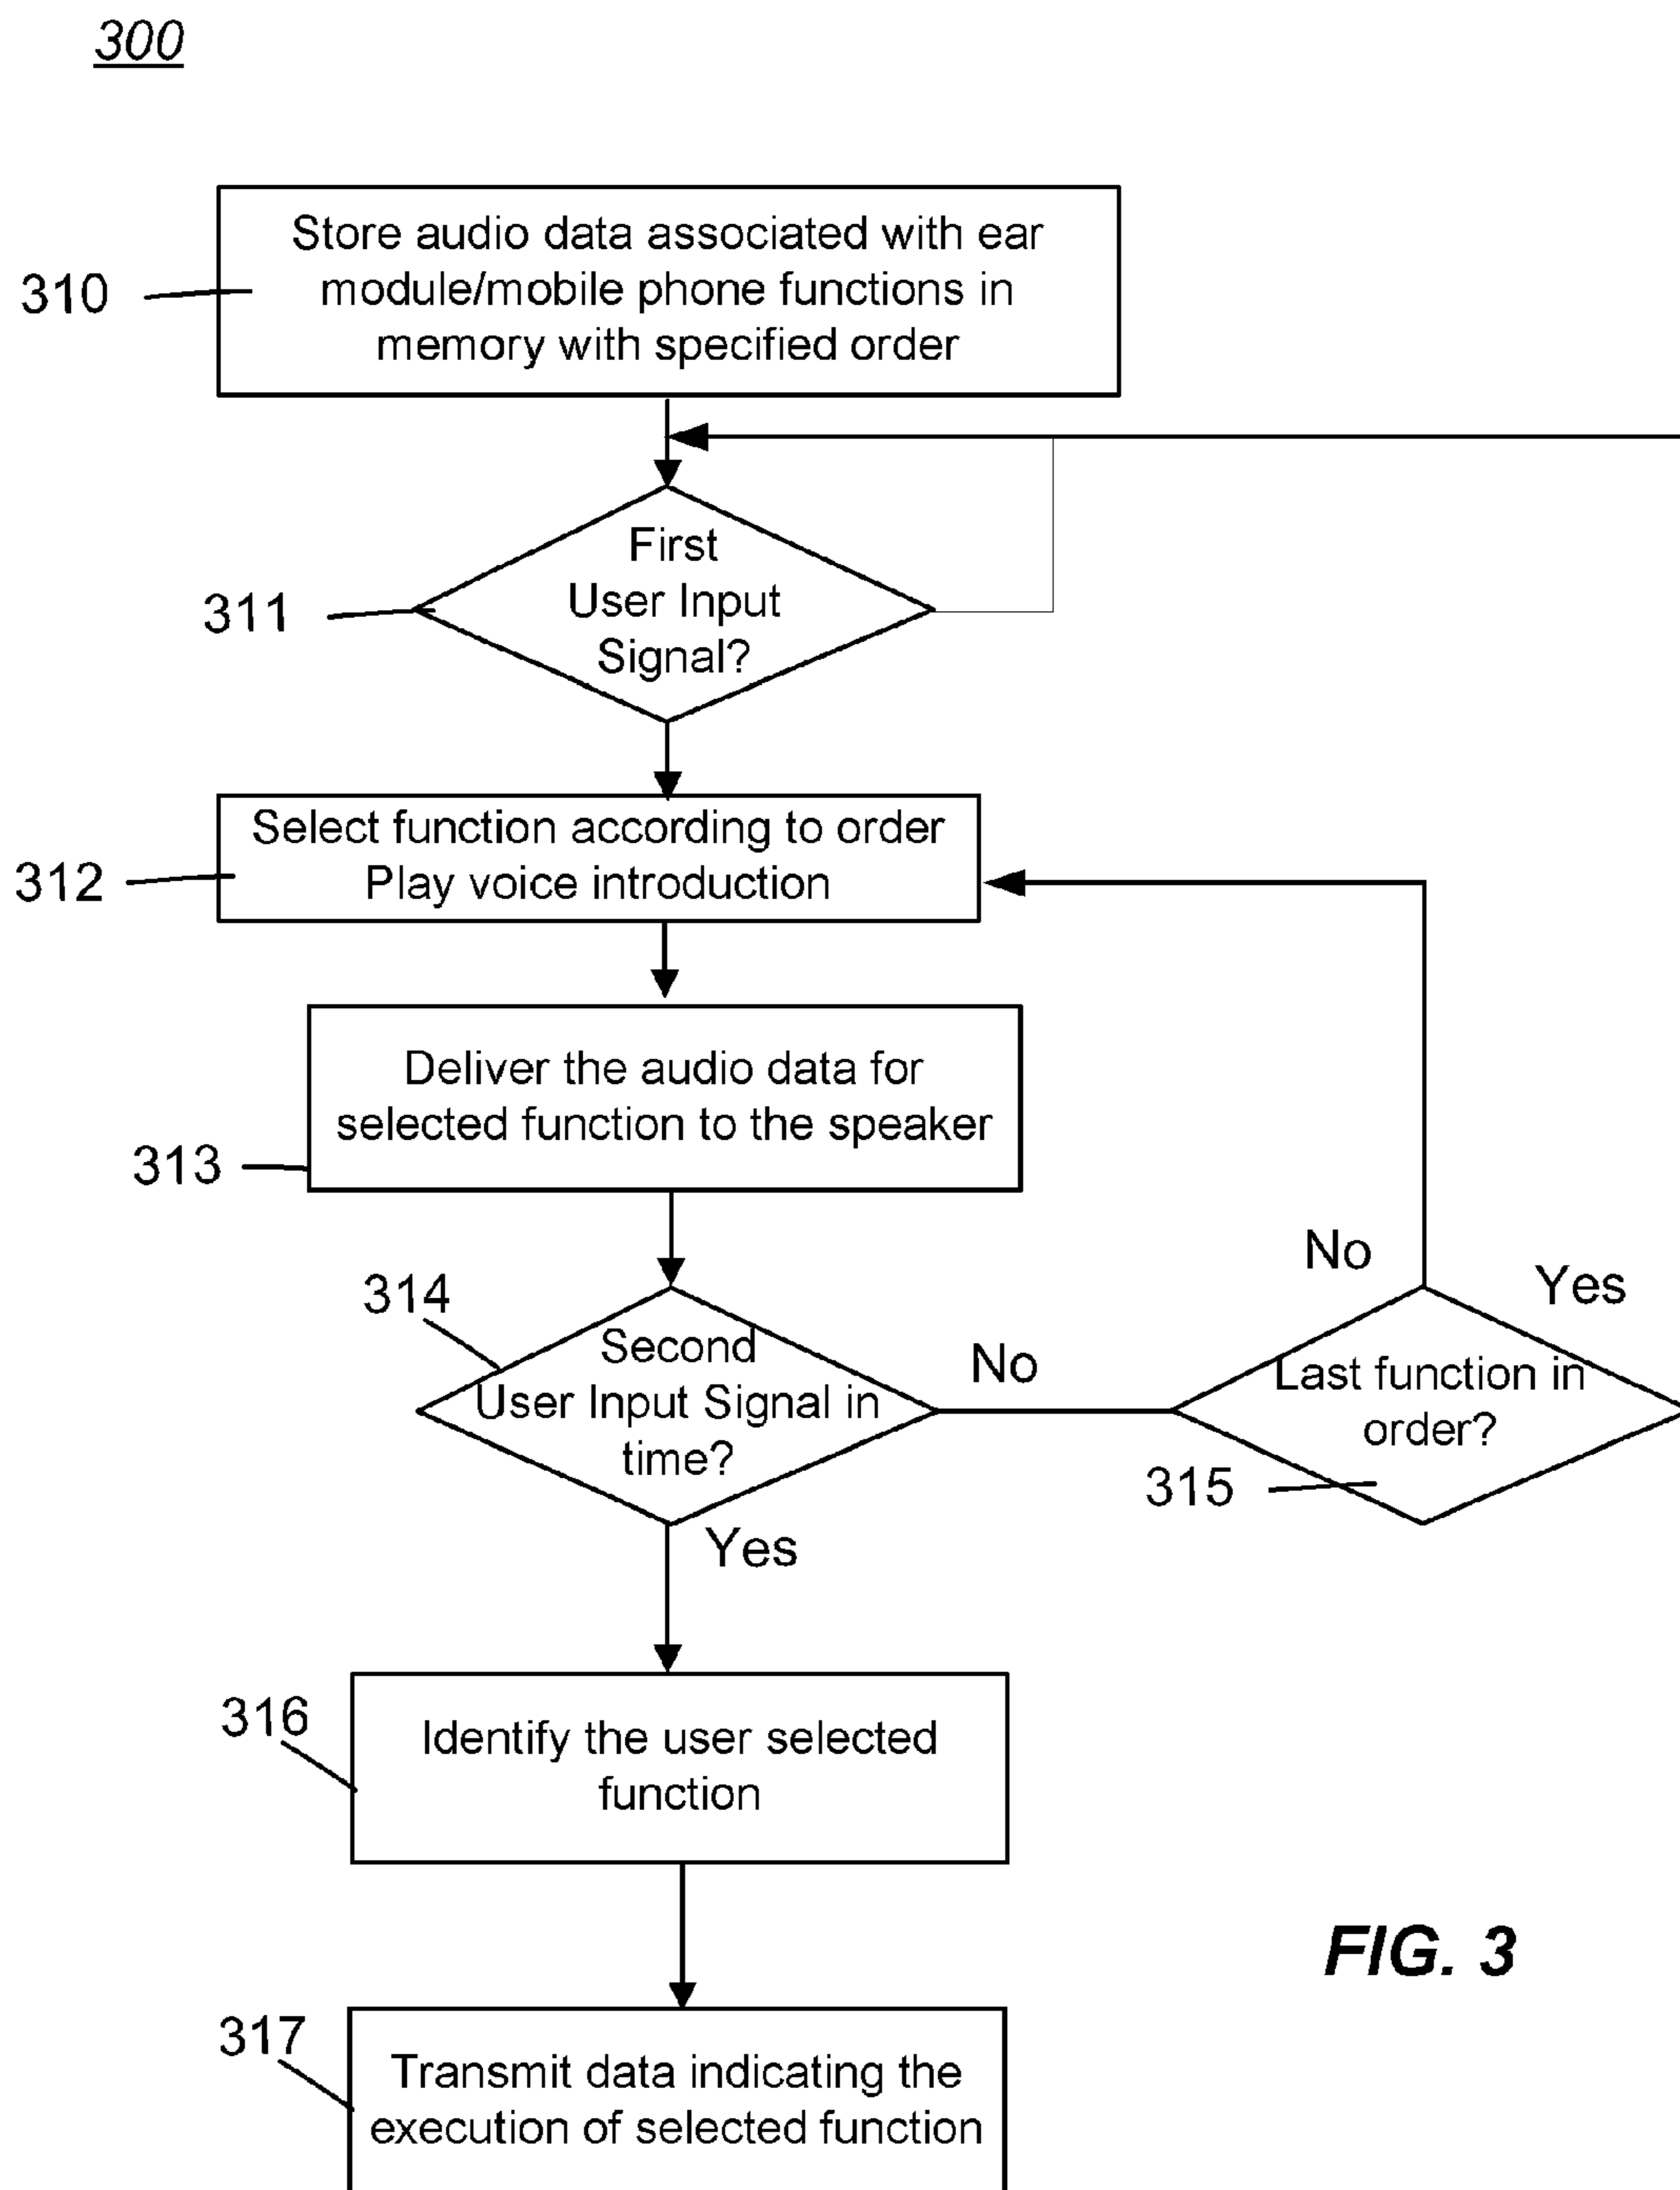 300
Store audio data associated with ear
module/mobile phone functions in
memory with specified order
310
First
User Input
Signal?
311
Select function according to order
Play voice introduction
312
Deliver the audio data for
selected function to the speaker
313
314
Second
User Input Signal in
time?
No
No
Yes
Last function in
order?
315
Yes
316
Identify the user selected
function
317
Transmit data indicating the
execution of selected function
FIG. 3